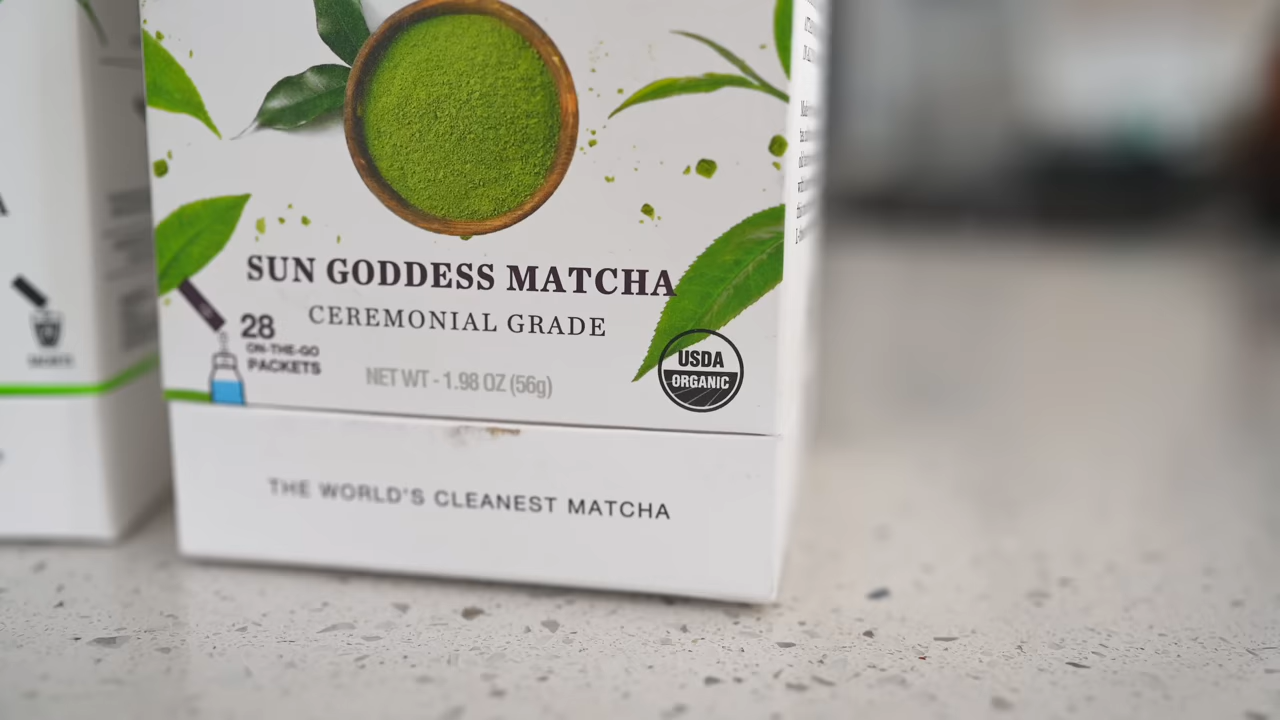 SUN GODDESS MATCHA
CEREMONIAL GRADE
28
ON-THE-GO
PACKETS
NET WT - 1.98 OZ (56g)
USDA
ORGANIC
THE WORLD'S CLEANEST MATCHA